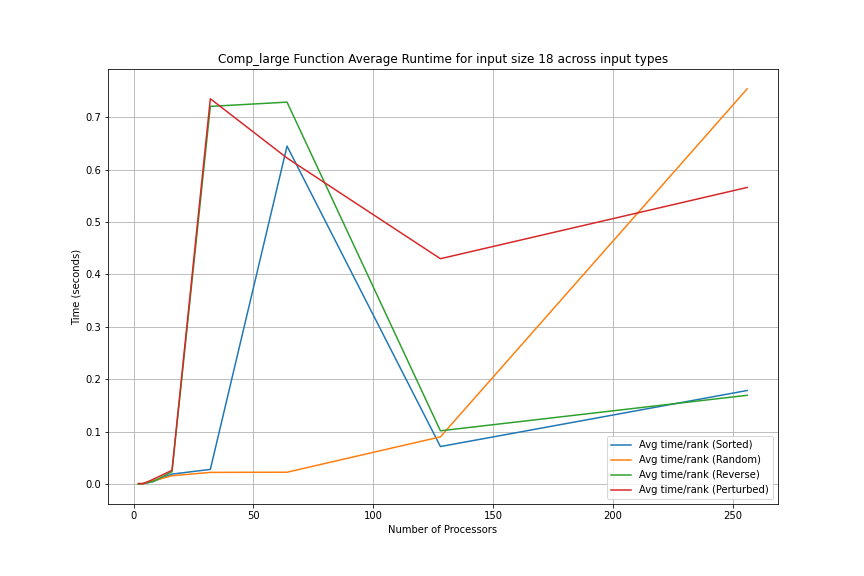 Comp_large Function Average Runtime for input size 18 across input types
Time (seconds)
0.7
0.6
0.5
0.4
0.3
0.2
0.1
0.0
0 50 100 150 200 250
Number of Processors
Avg time/rank (Sorted)
Avg time/rank (Random)
Avg time/rank (Reverse)
Avg time/rank (Perturbed)